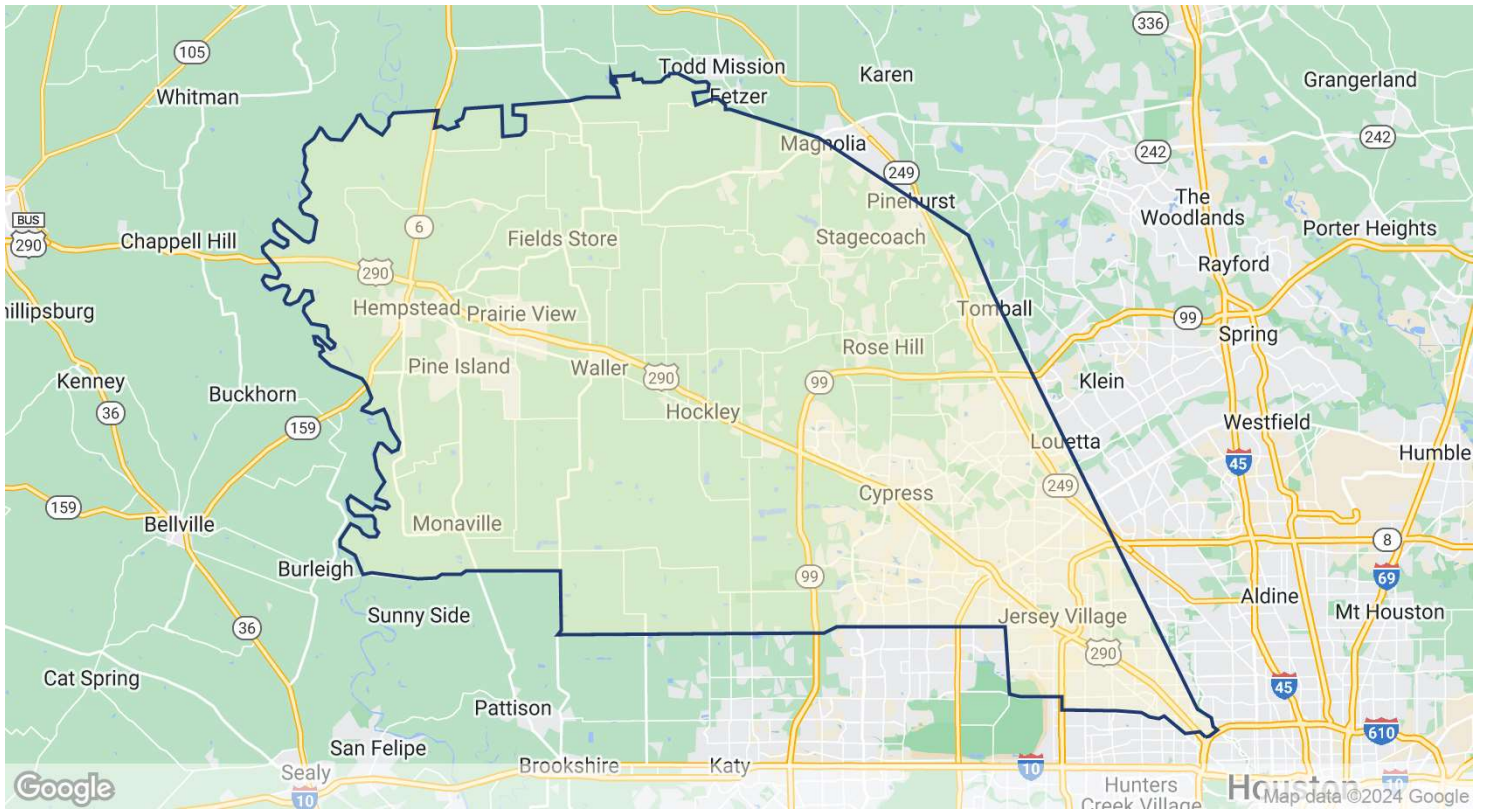 336
105
Todd Mission
Karen
Grangerland
Whitman
Fetzer
242
Magnolia
242
249
Pinehurst
The
Woodlands
BUS
290
Chappell Hill
6
Fields Store
Stagecoach
Porter Heights
290
Rayford
hillipsburg
Hempstead
Prairie View
Tomball
99
Spring
Rose Hill
Kenney
Pine Island
Waller
290
99
Klein
36
Buckhorn
Hockley
159
Westfield
Louetta
45
Humble
159
Cypress
249
Bellville
Monaville
8
Burleigh
99
69
Sunny Side
Jersey Village
Aldine
Mt Houston
36
290
Cat Spring
45
Pattison
610
San Felipe
Sealy
Brookshire
Katy
10
Hunters
Creek Village
Houston
10
10
Google
Map data ©2024 Google